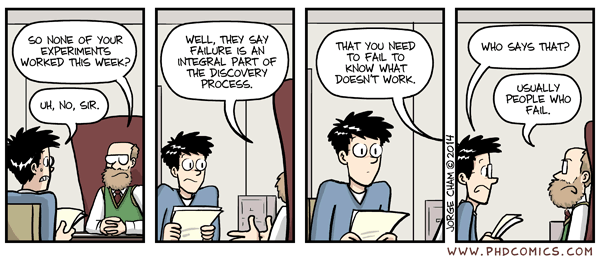 SO NONE OF YOUR
EXPERIMENTS
WORKED THIS WEEK?
UH, NO, SIR.
WELL, THEY SAY
FAILURE IS AN
INTEGRAL PART OF
THE DISCOVERY
PROCESS.
THAT YOU NEED
TO FAIL TO
KNOW WHAT
DOESN'T WORK.
WHO SAYS THAT?
USUALLY
PEOPLE WHO
FAIL.
JORGE CHAM © 2014
WWW.PHDCOMICS.COM